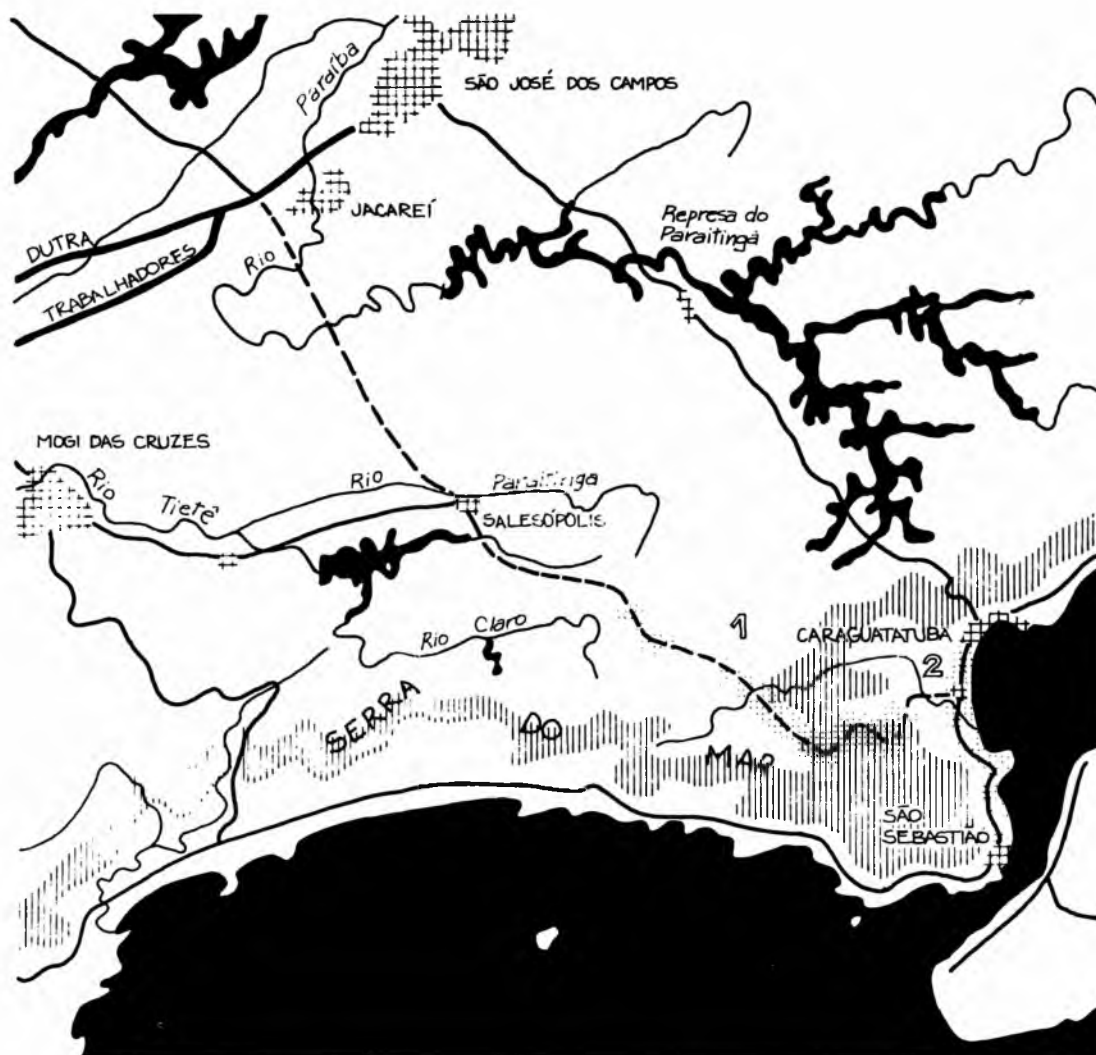 Paraíba
SÃO JOSÉ DOS CAMPOS
JACAREÍ
Represa do
Paraitinga
DUTRA
Rio
TRABALHADORES
MOGI DAS CRUZES
Rio
Tietê
Rio
Paraitinga
SALESÓPOLIS
1
CARAGUATATUBA
Rio Claro
2
SERRA
DO
MAR
SÃO
SEBASTIÃO